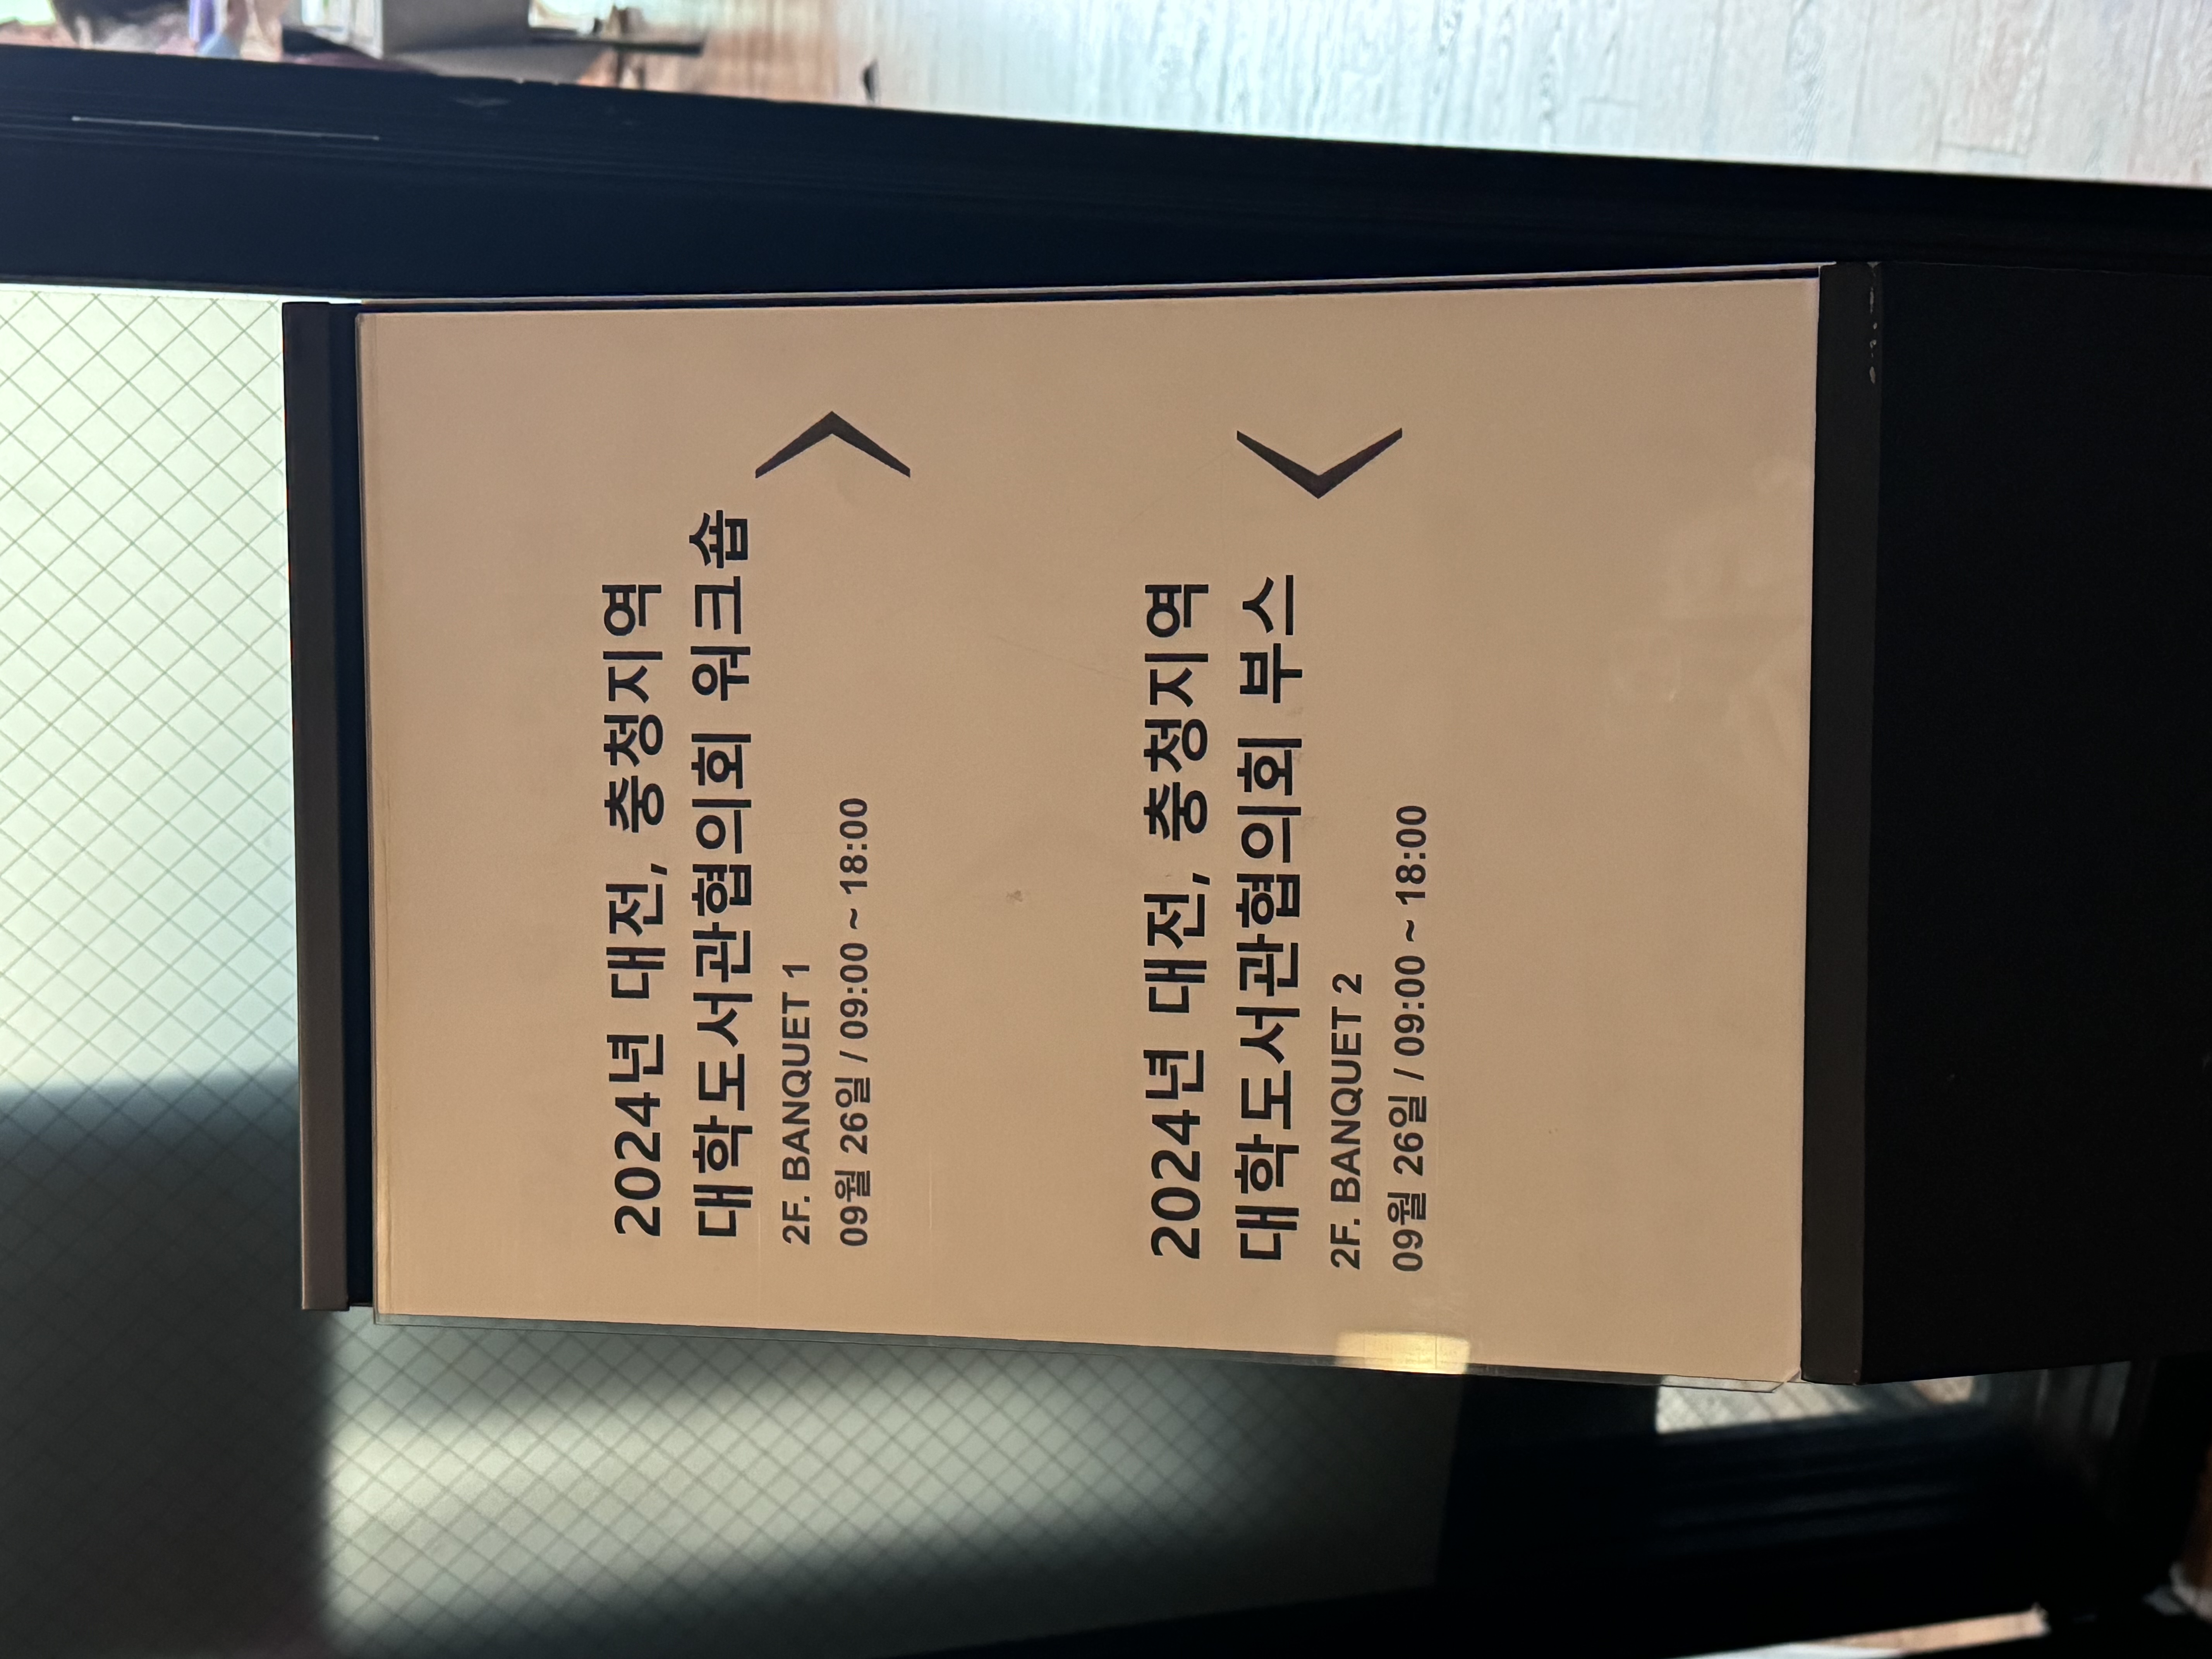 2024년 대전, 충청지역
대학도서관협의회 워크숍
2F. BANQUET 1
09월 26일 / 09:00 ~ 18:00
2024년 대전, 충청지역
대학도서관협의회 부스
2F. BANQUET 2
09월 26일 / 09:00 ~ 18:00